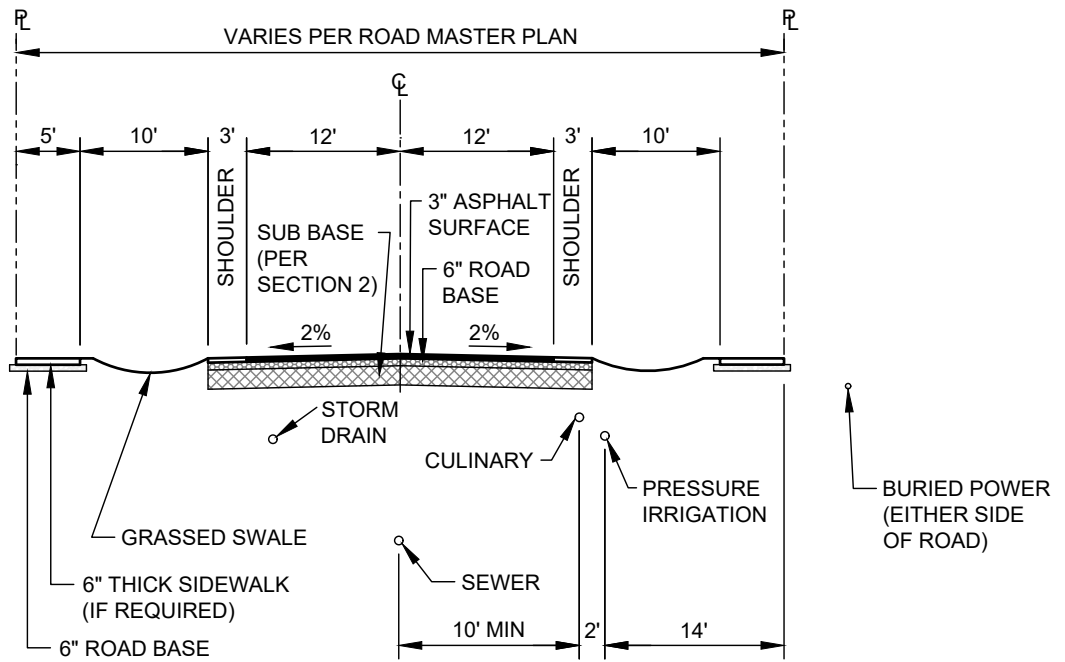 PL
PL
VARIES PER ROAD MASTER PLAN
CL
5'
10'
3'
12'
12'
3'
10'
SHOULDER
SHOULDER
3" ASPHALT
SURFACE
SUB BASE
(PER
SECTION 2)
6" ROAD
BASE
2%
2%
STORM
DRAIN
CULINARY
PRESSURE
IRRIGATION
BURIED POWER
(EITHER SIDE
OF ROAD)
GRASSED SWALE
SEWER
6" THICK SIDEWALK
(IF REQUIRED)
6" ROAD BASE
10' MIN
2'
14'